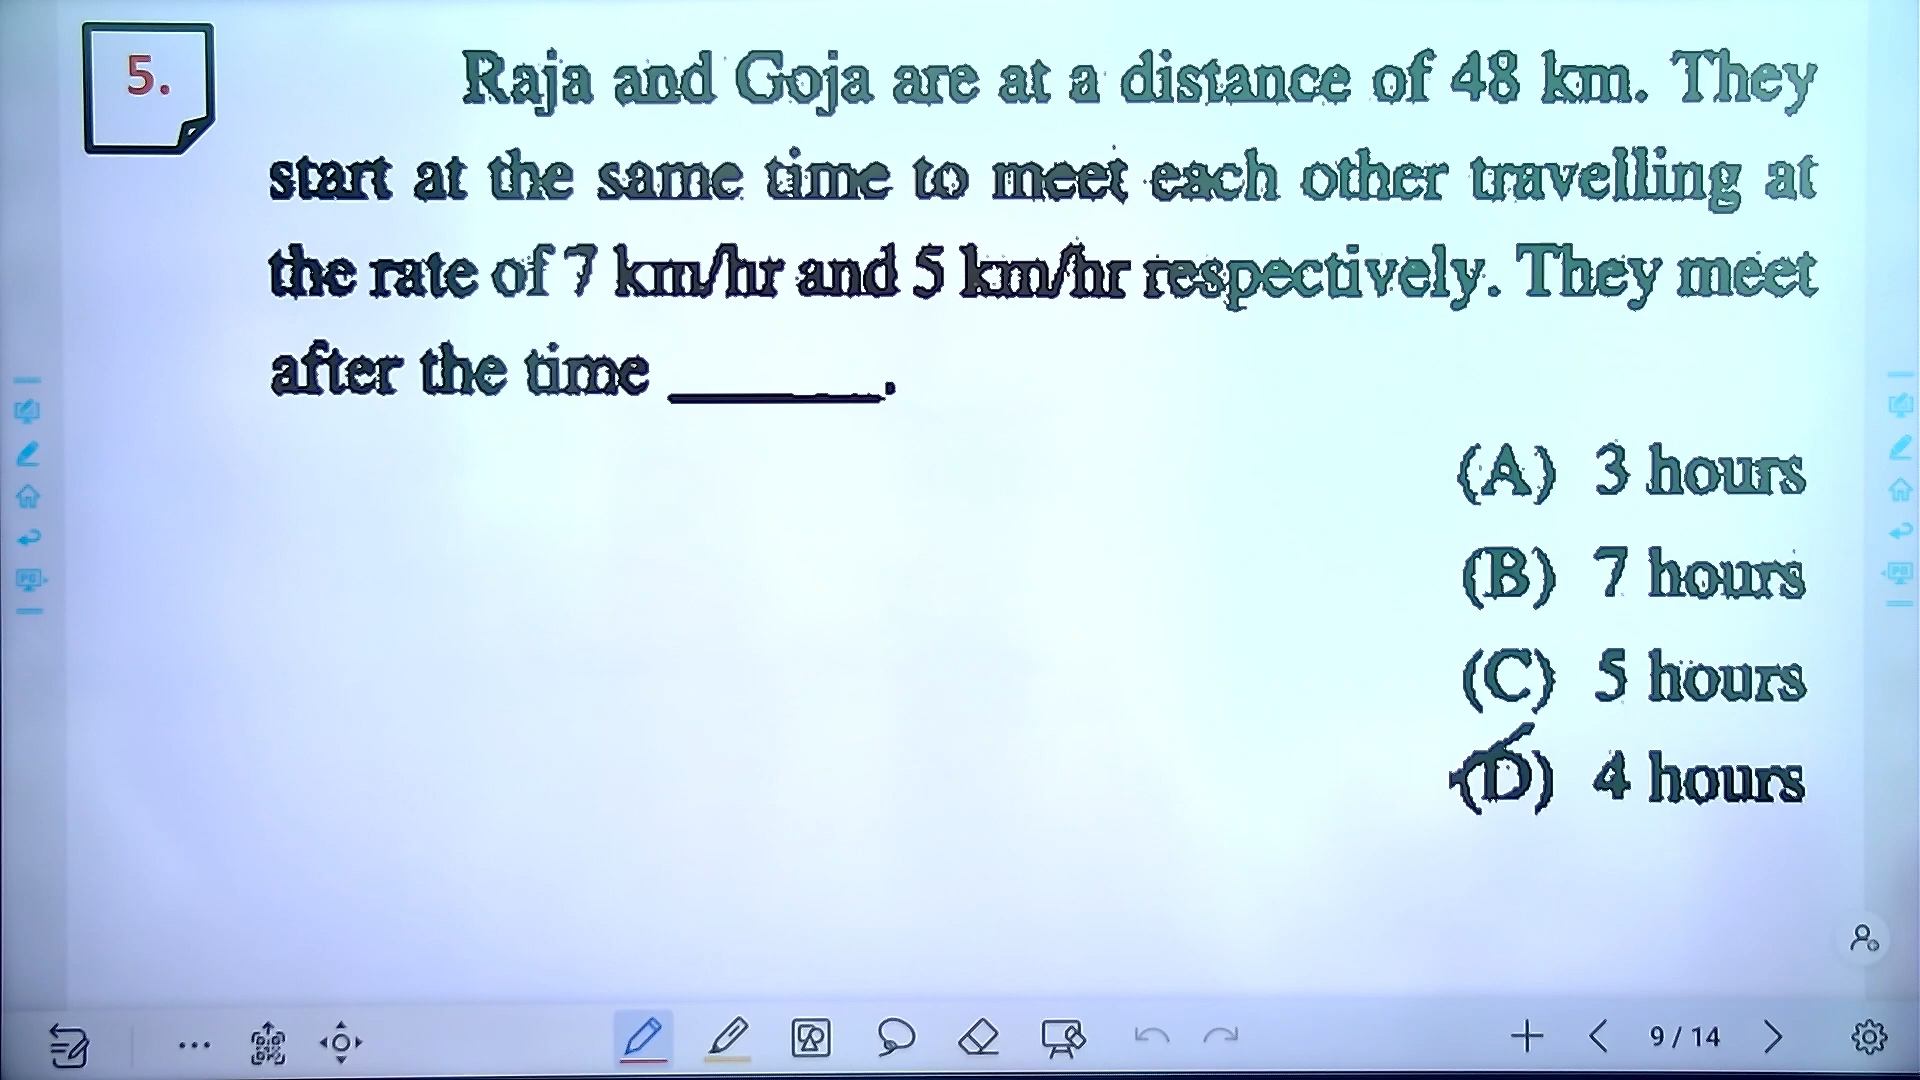 5.
Raja and Goja are at a distance of 48 km. They
start at the same time to meet each other travelling at
the rate of 7 km/hr and 5 km/hr respectively. They meet
after the time ______.
(A) 3 hours
(B) 7 hours
(C) 5 hours
(D) 4 hours
9 / 14